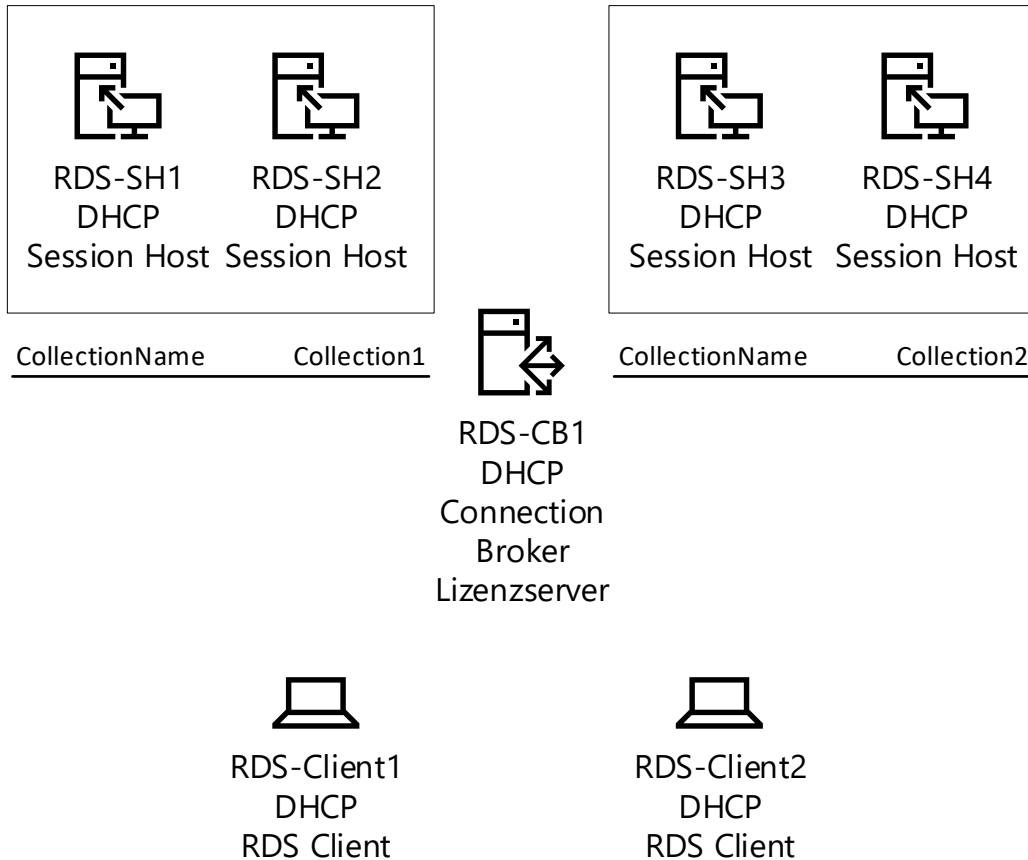 RDS-SH1
DHCP
Session Host
RDS-SH2
DHCP
Session Host
CollectionName Collection1
RDS-SH3
DHCP
Session Host
RDS-SH4
DHCP
Session Host
CollectionName Collection2
RDS-CB1
DHCP
Connection
Broker
Lizenzserver
RDS-Client1
DHCP
RDS Client
RDS-Client2
DHCP
RDS Client